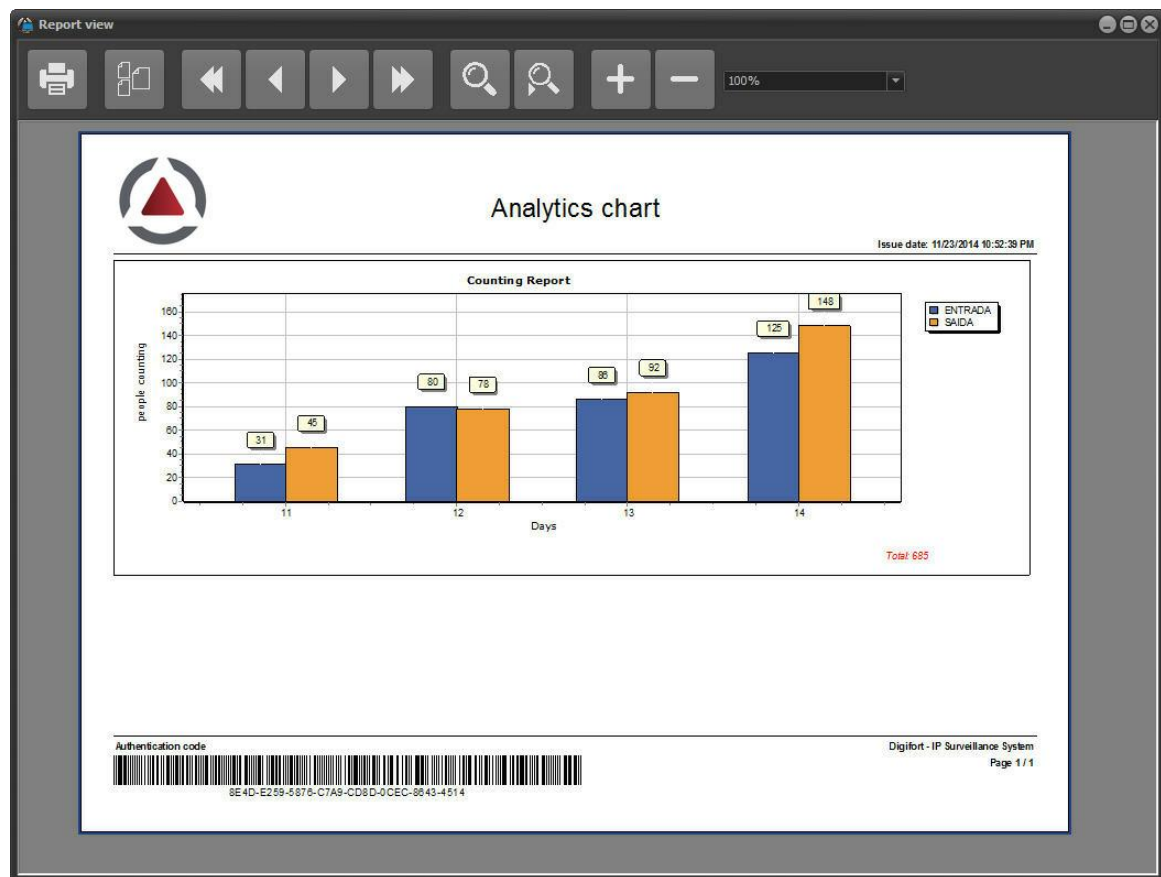 Report view
100%
Analytics chart
Issue date: 11/23/2014 10:52:39 PM
Counting Report
160
140
120
100
80
60
40
20
0
people counting
31
45
80
78
86
92
125
148
11
12
13
14
Days
ENTRADA
SAIDA
Total: 685
Authentication code
8E4D-E259-5876-C7A9-CD8D-0CEC-8643-4514
Digifort - IP Surveillance System
Page 1 / 1